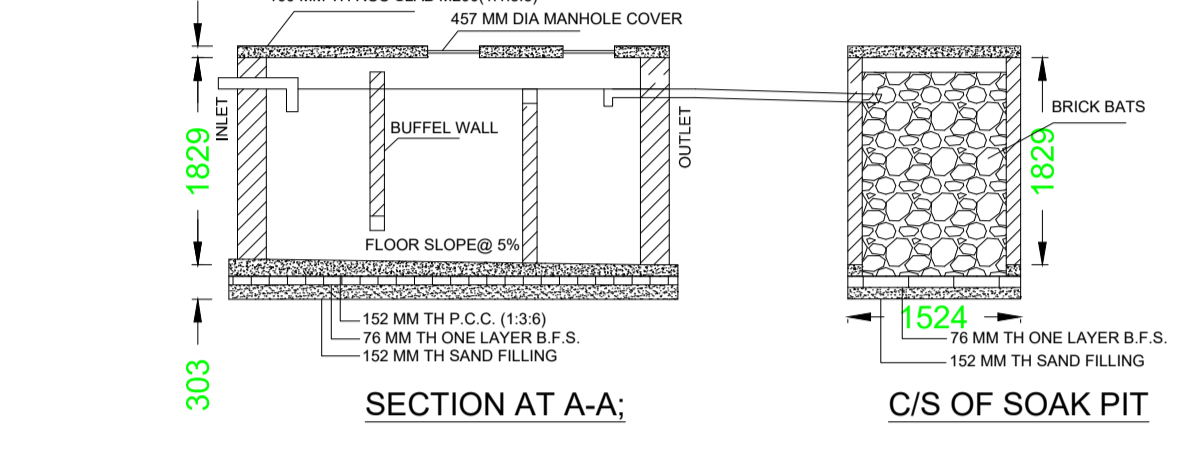 457 MM DIA MANHOLE COVER
INLET
1829
BUFFEL WALL
OUTLET
BRICK BATS
1829
FLOOR SLOPE@ 5%
303
152 MM TH P.C.C. (1:3:6)
76 MM TH ONE LAYER B.F.S.
152 MM TH SAND FILLING
1524
76 MM TH ONE LAYER B.F.S.
152 MM TH SAND FILLING
SECTION AT A-A;
C/S OF SOAK PIT